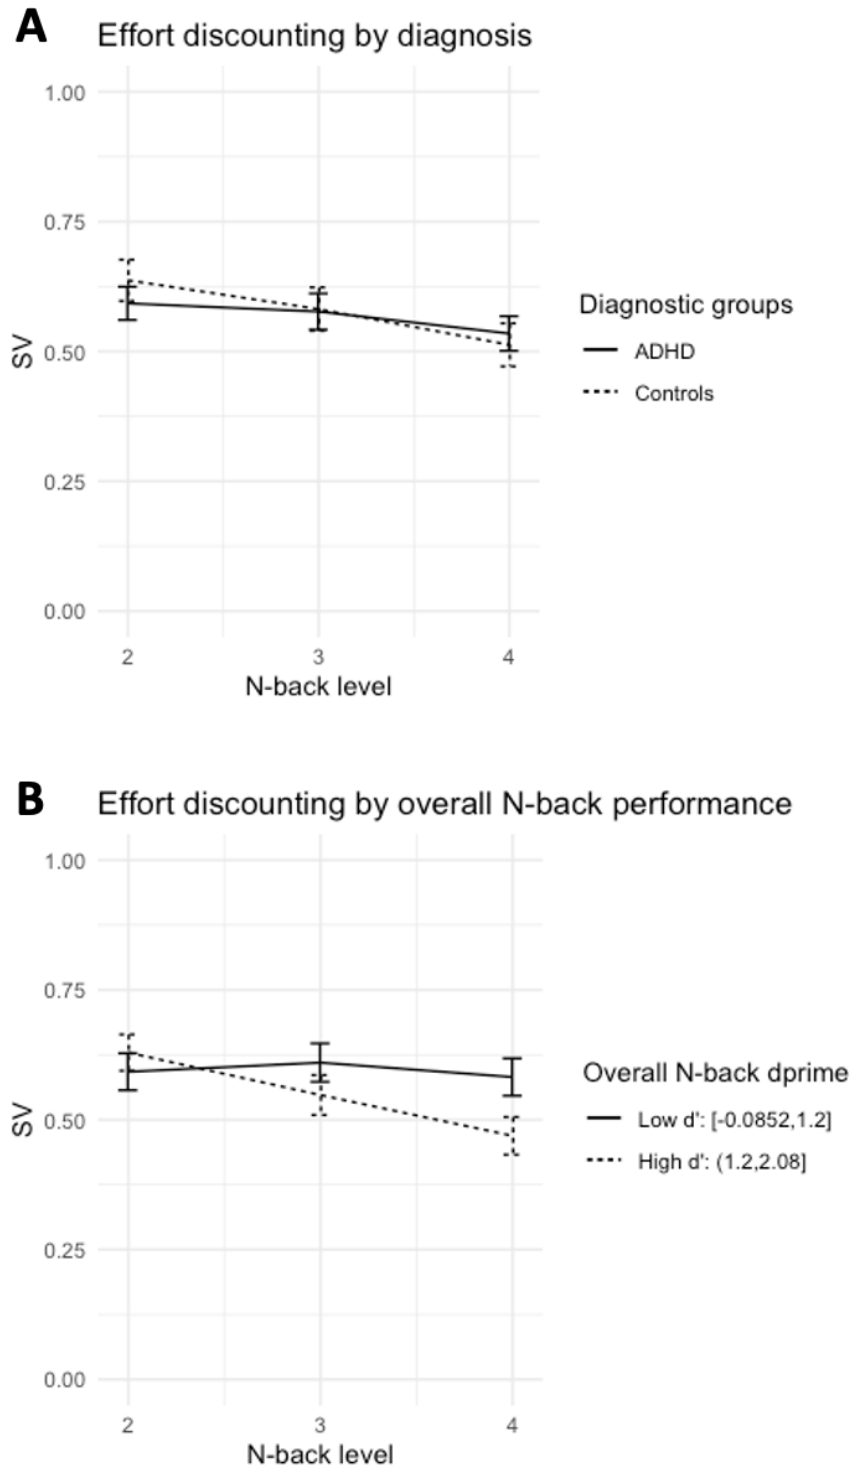 A
Effort discounting by diagnosis
1.00
0.75
0.50
0.25
0.00
SV
2 3 4
N-back level
Diagnostic groups
ADHD
Controls
B
Effort discounting by overall N-back performance
1.00
0.75
0.50
0.25
0.00
SV
2 3 4
N-back level
Overall N-back dprime
Low d': [-0.0852,1.2]
High d': (1.2,2.08]